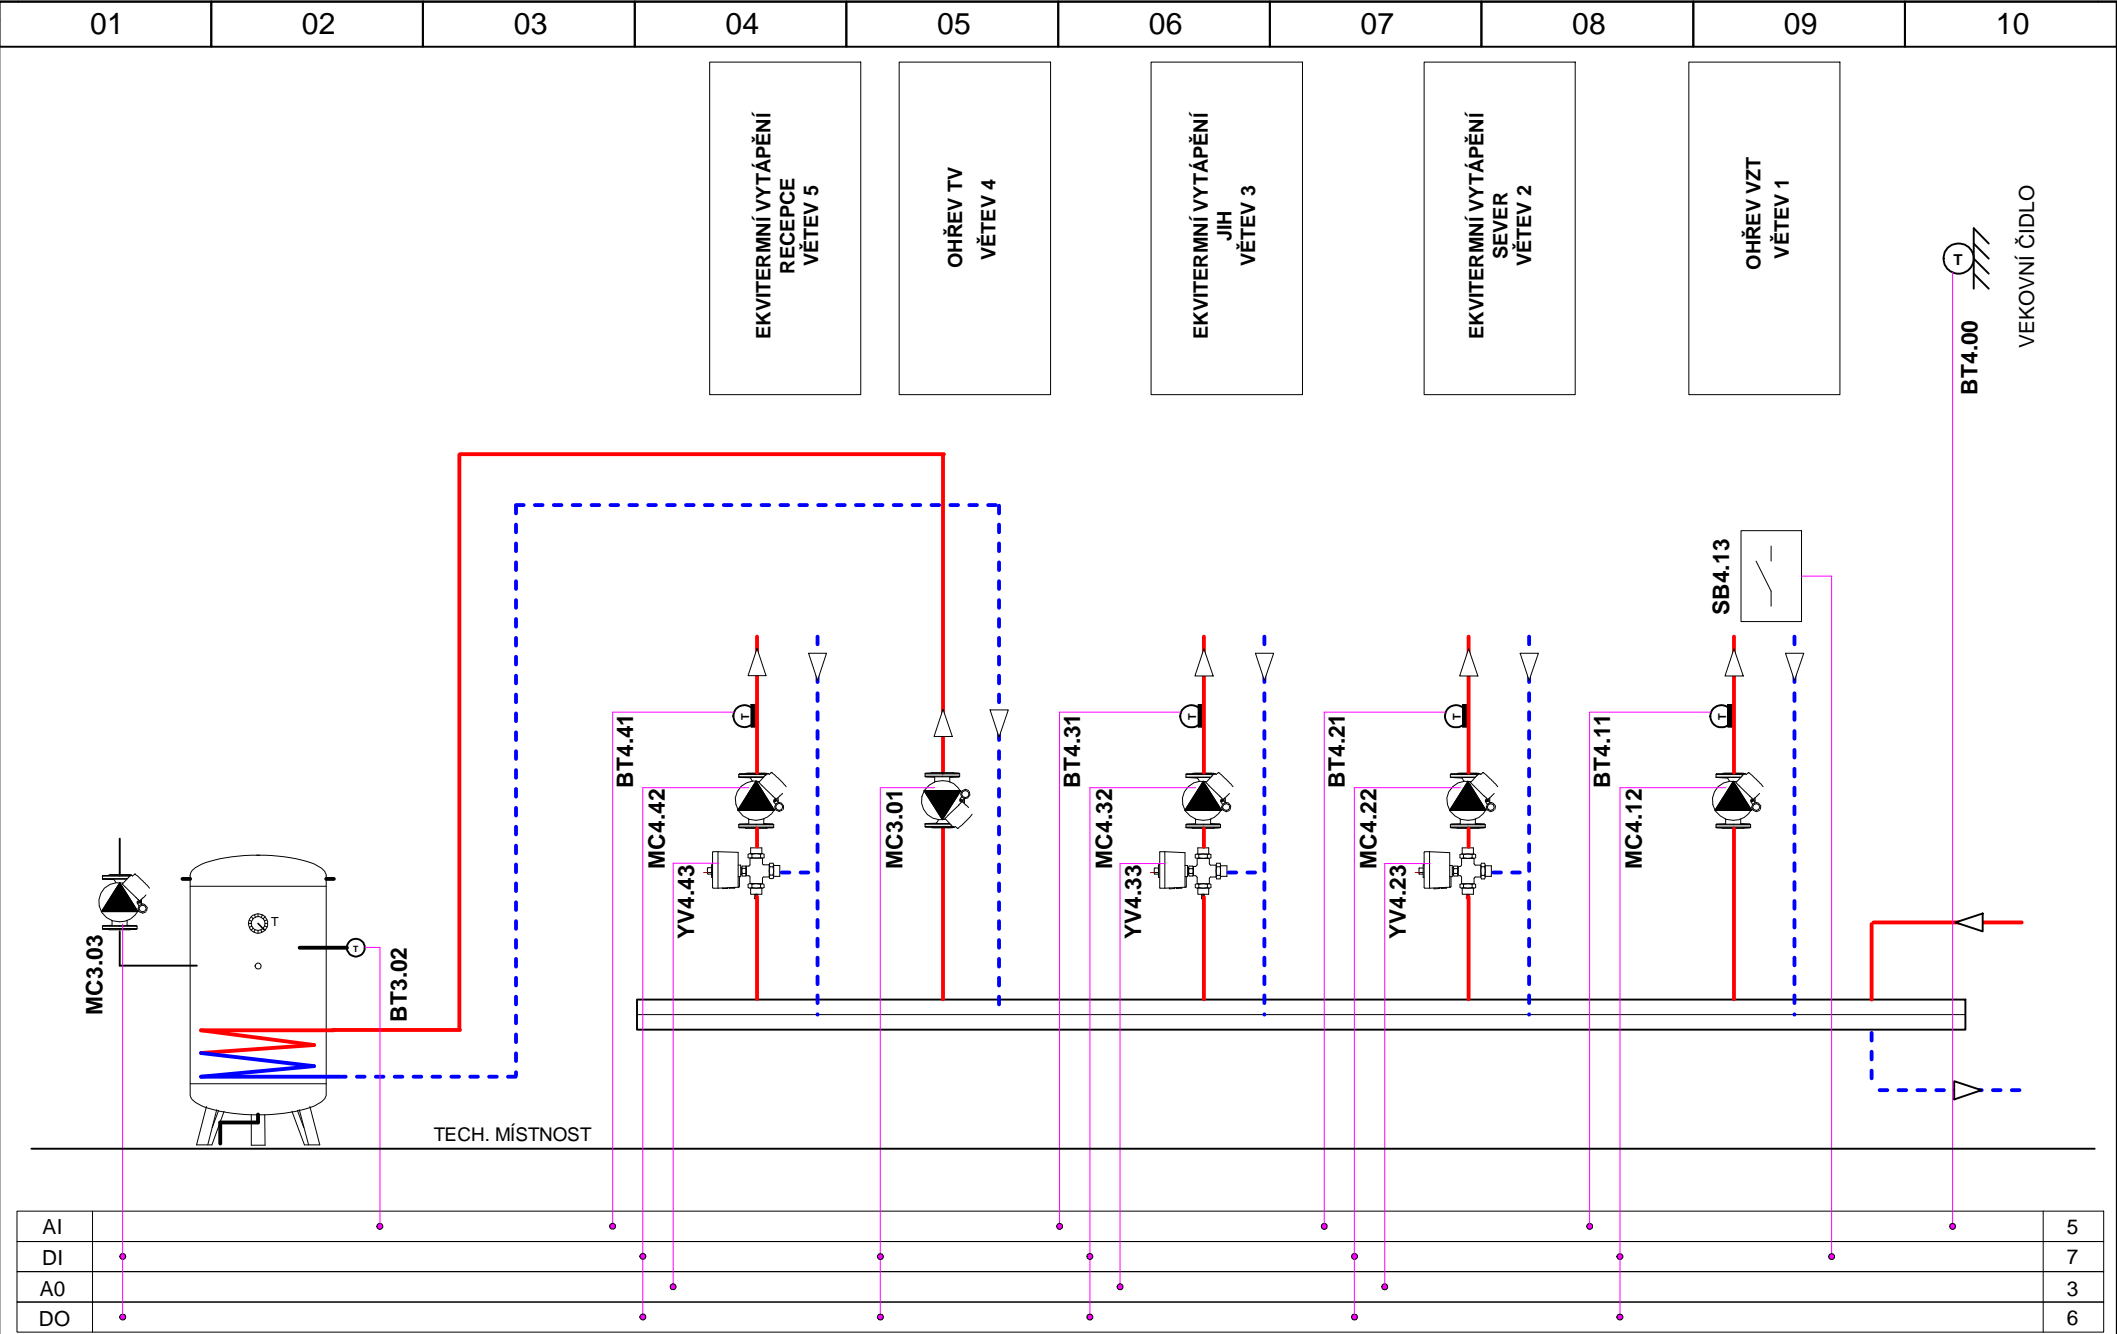 01 02 03 04 05 06 07 08 09 10
EKVITERMNÍ VYTÁPĚNÍ
RECEPCE
VĚTEV 5
OHŘEV TV
VĚTEV 4
EKVITERMNÍ VYTÁPĚNÍ
JIH
VĚTEV 3
EKVITERMNÍ VYTÁPĚNÍ
SEVER
VĚTEV 2
OHŘEV VZT
VĚTEV 1
T
BT4.00
VEKOVNÍ ČIDLO
SB4.13
T
BT4.41
MC4.42
YV4.43
MC3.01
T
BT4.31
MC4.32
YV4.33
T
BT4.21
MC4.22
YV4.23
T
BT4.11
MC4.12
MC3.03
T
T
BT3.02
TECH. MÍSTNOST
AI 5
DI 7
A0 3
DO 6